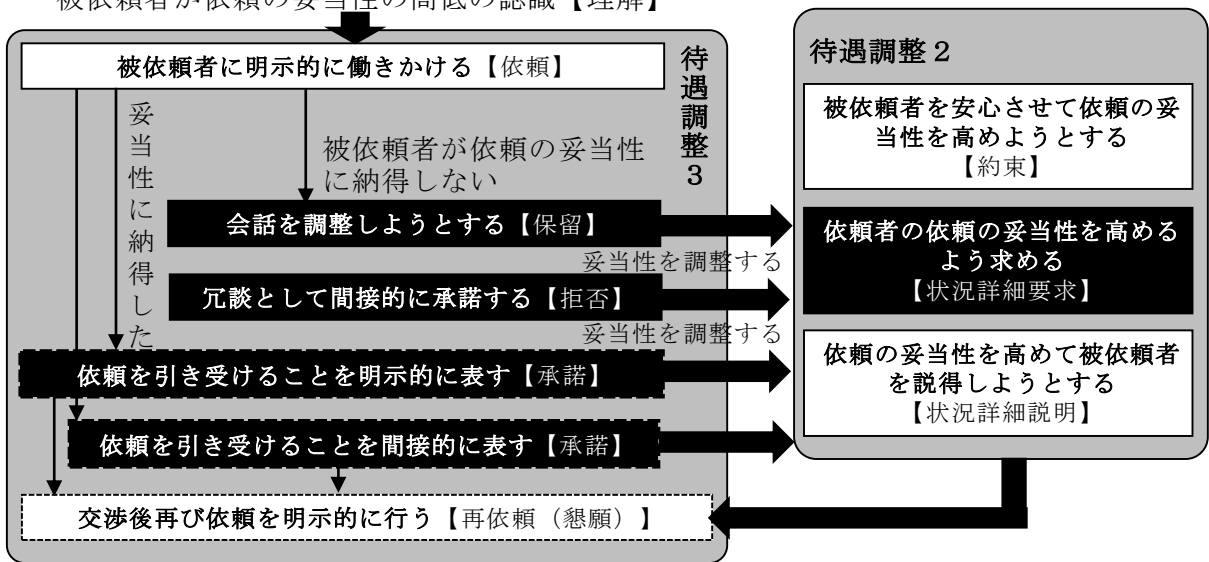 被依頼者が依頼の妥当性の高低の認識【理解】
待遇調整3
被依頼者に明示的に働きかける【依頼】
妥当性に納得した
被依頼者が依頼の妥当性
に納得しない
会話を調整しようとする【保留】
妥当性を調整する
冗談として間接的に承諾する【拒否】
妥当性を調整する
依頼を引き受けることを明示的に表す【承諾】
依頼を引き受けることを間接的に表す【承諾】
交渉後再び依頼を明示的に行う【再依頼（懇願）】
待遇調整2
被依頼者を安心させて依頼の妥
当性を高めようとする
【約束】
依頼者の依頼の妥当性を高める
よう求める
【状況詳細要求】
依頼の妥当性を高めて被依頼者
を説得しようとする
【状況詳細説明】